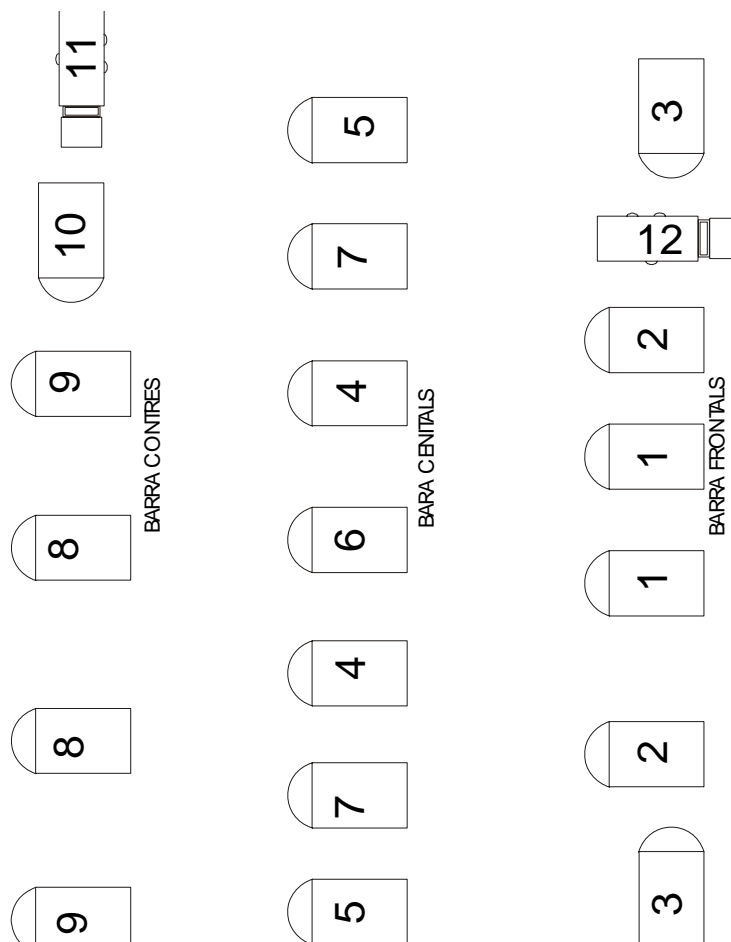 9 8 8 9 10 11
BARRA CONTRES
5 7 4 6 4 7 5
BARA CENITALS
3 2 1 1 2 12 3
BARRA FRONTALS